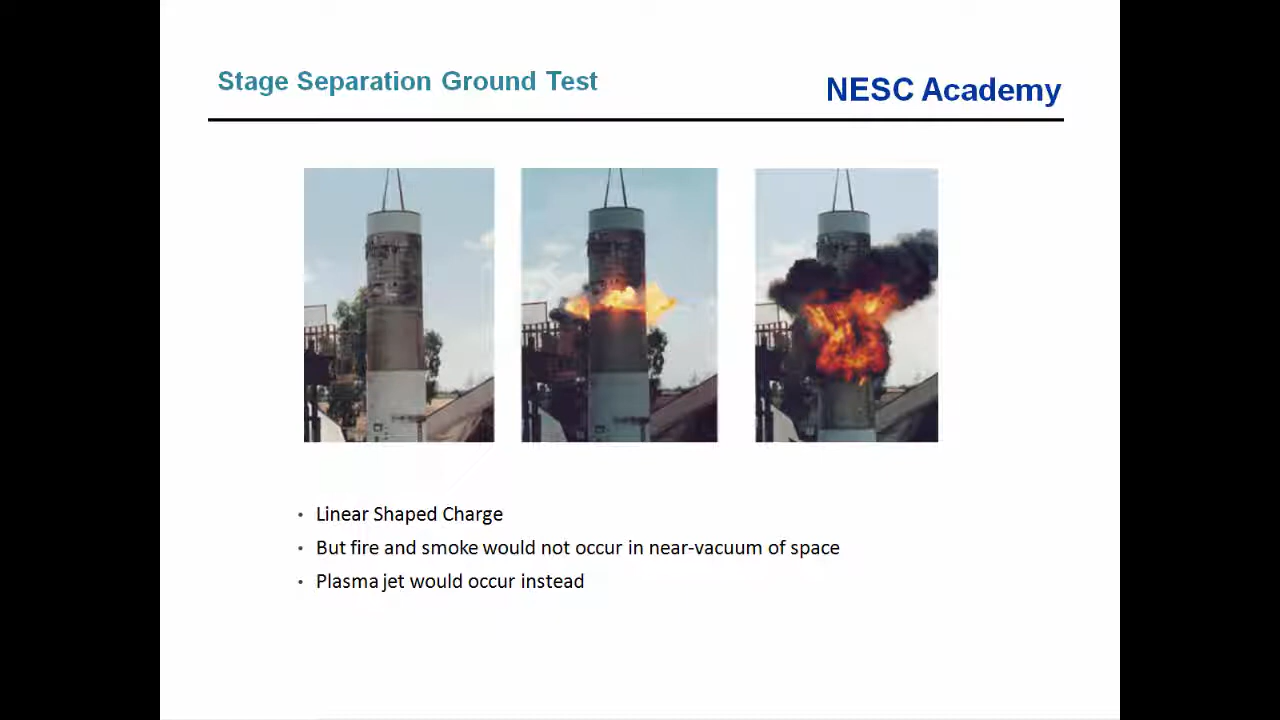 Stage Separation Ground Test
NESC Academy
• Linear Shaped Charge
• But fire and smoke would not occur in near-vacuum of space
• Plasma jet would occur instead